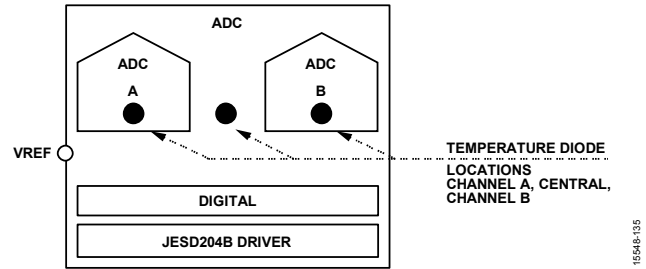 ADC
ADC
A
ADC
B
VREF
TEMPERATURE DIODE
LOCATIONS
CHANNEL A, CENTRAL,
CHANNEL B
DIGITAL
JESD204B DRIVER
15548-135